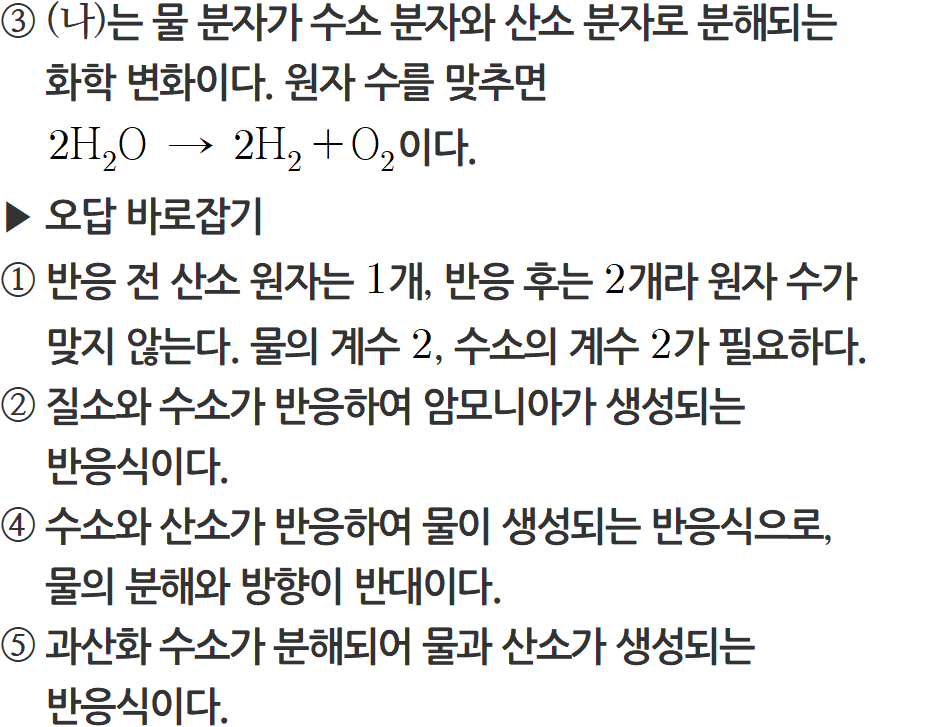 ③ (나)는 물 분자가 수소 분자와 산소 분자로 분해되는
화학 변화이다. 원자 수를 맞추면
2H₂O → 2H₂+O₂이다.
▶ 오답 바로잡기
① 반응 전 산소 원자는 1개, 반응 후는 2개라 원자 수가
맞지 않는다. 물의 계수 2, 수소의 계수 2가 필요하다.
② 질소와 수소가 반응하여 암모니아가 생성되는
반응식이다.
④ 수소와 산소가 반응하여 물이 생성되는 반응식으로,
물의 분해와 방향이 반대이다.
⑤ 과산화 수소가 분해되어 물과 산소가 생성되는
반응식이다.